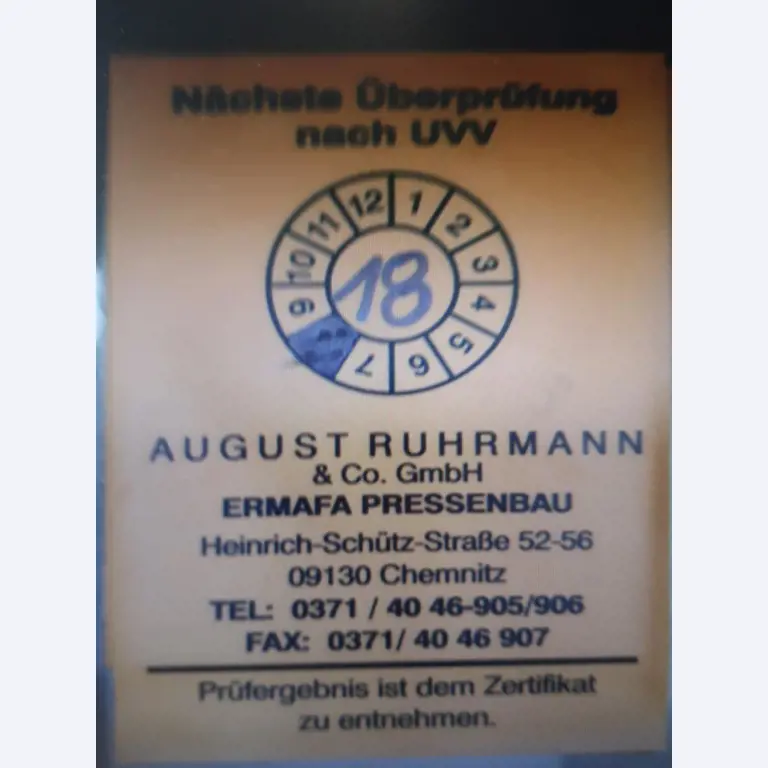 Nächste Überprüfung
nach UVV
12 1
11 2
10 18 3
9 4
7 6 5
AUGUST RUHRMANN
& Co. GmbH
ERMAFA PRESSENBAU
Heinrich-Schütz-Straße 52-56
09130 Chemnitz
TEL: 0371 / 40 46-905/906
FAX: 0371/ 40 46 907
Prüfergebnis ist dem Zertifikat
zu entnehmen.